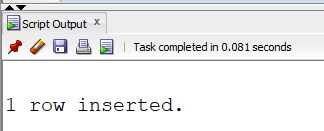 Script Output ×
Task completed in 0.081 seconds
1 row inserted.